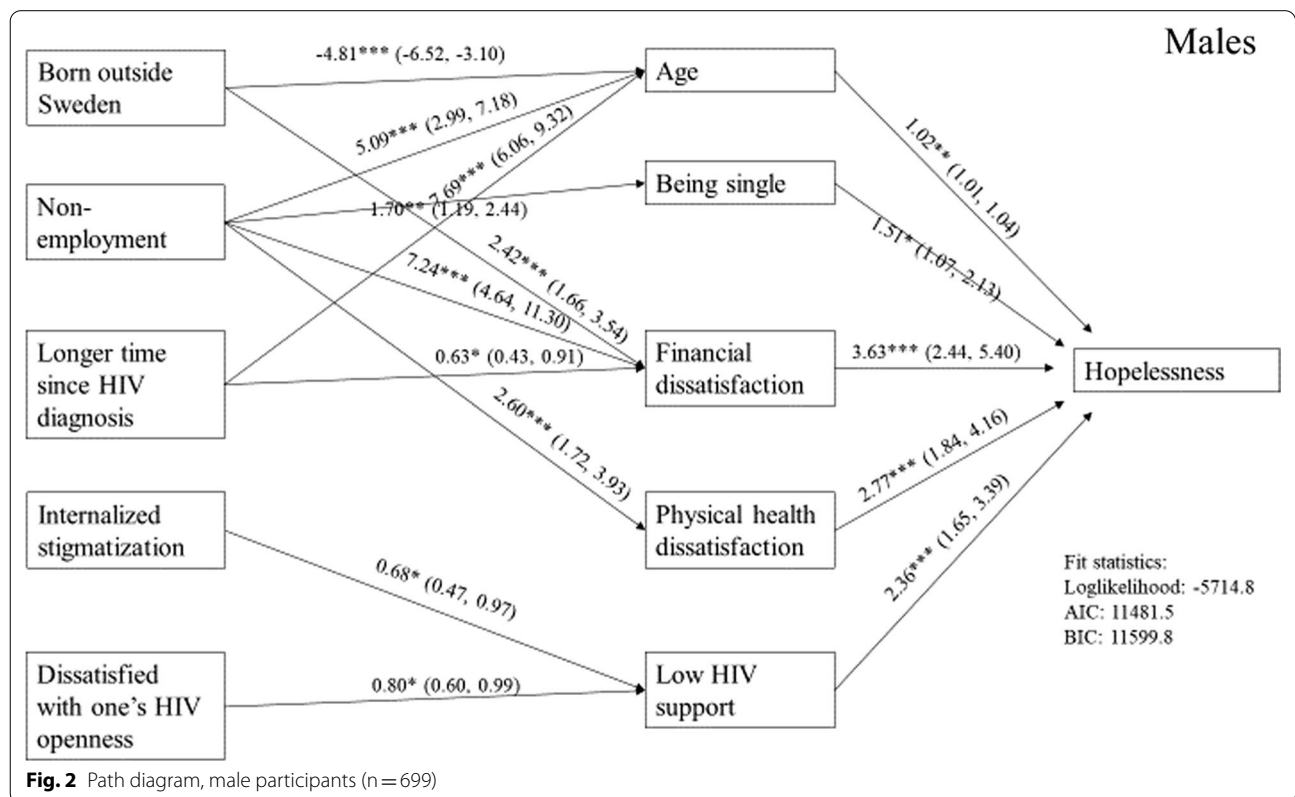 Males
Born outside
Sweden
Non-
employment
Longer time
since HIV
diagnosis
Internalized
stigmatization
Dissatisfied
with one's HIV
openness
-4.81*** (-6.52, -3.10)
5.09*** (2.99, 7.18)
7.69*** (6.06, 9.32)
1.70** (1.19, 2.44)
2.42*** (1.66, 3.54)
7.24*** (4.64, 11.30)
0.63* (0.43, 0.91)
2.60*** (1.72, 3.93)
0.68* (0.47, 0.97)
0.80* (0.60, 0.99)
Age
Being single
Financial
dissatisfaction
Physical health
dissatisfaction
Low HIV
support
1.02** (1.01, 1.04)
1.51* (1.07, 2.13)
3.63*** (2.44, 5.40)
2.77*** (1.84, 4.16)
2.36*** (1.65, 3.39)
Hopelessness
Fit statistics:
Loglikelihood: -5714.8
AIC: 11481.5
BIC: 11599.8
Fig. 2 Path diagram, male participants (n=699)